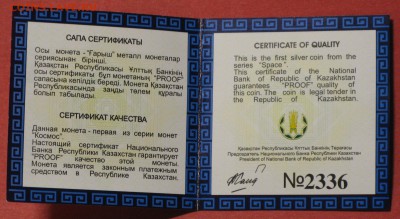 САПА СЕРТИФИКАТЫ
Осы монета - "Ғарыш" металл монеталар
сериясынан бірінші.
Қазақстан Республикасы Ұлттық Банкінің
осы сертификаты бұл монетаның "PROOF"
сапасына кепілдік береді. Монета Қазақстан
Республикасында заңды төлем құралы
болып табылады.
СЕРТИФИКАТ КАЧЕСТВА
Данная монета - первая из серии монет
"Космос".
Настоящий сертификат Национального
Банка Республики Казахстан гарантирует
"PROOF" качество этой монеты.
Монета является законным платежным
средством в Республике Казахстан.
CERTIFICATE OF QUALITY
This is the first silver coin from the
series "Space".
This certificate of the National
Bank of Republic of Kazakhstan
guarantees "PROOF" quality of
this coin. The coin is legal tender in
the Republic of Kazakhstan.
Қазақстан Республикасы Ұлттық Банкінің Төрағасы
Председатель Национального Банка Республики Казахстан
President of National Bank of Republic of Kazakhstan
№2336